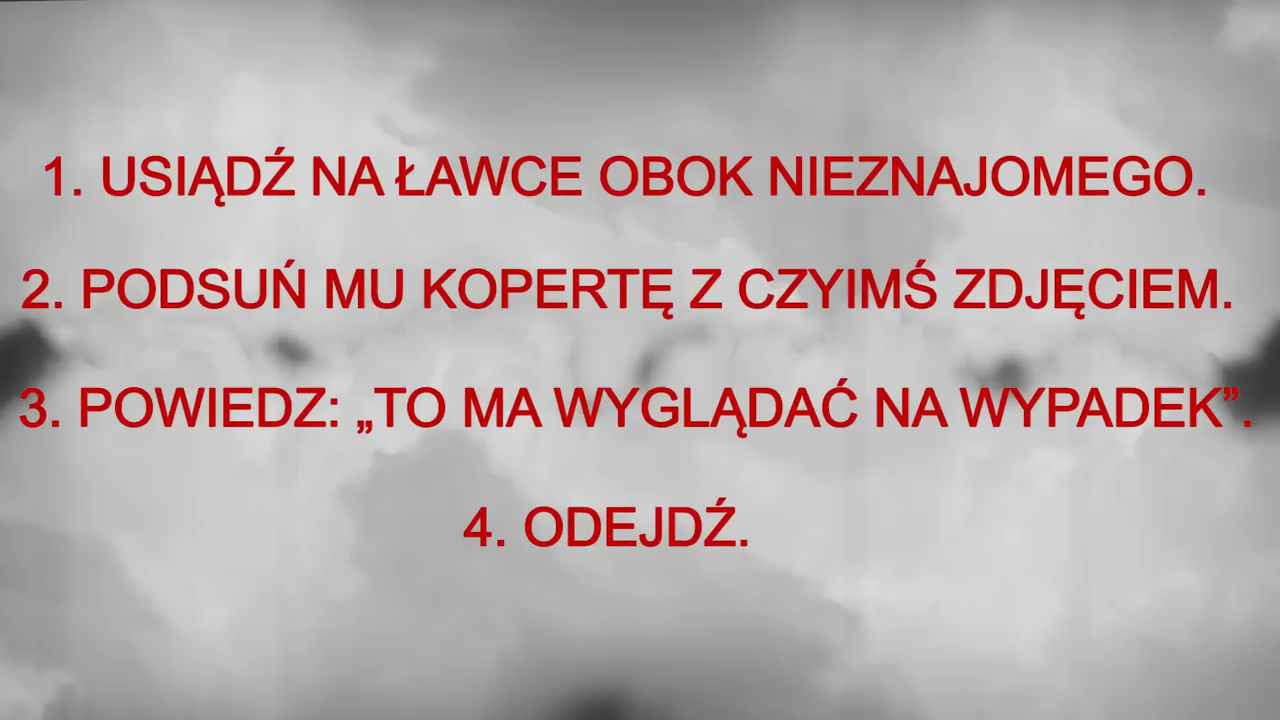 1. USIĄDŹ NA ŁAWCE OBOK NIEZNAJOMEGO.
2. PODSUŃ MU KOPERTĘ Z CZYIMŚ ZDJĘCIEM.
3. POWIEDZ: „TO MA WYGLĄDAĆ NA WYPADEK”.
4. ODEJDŹ.